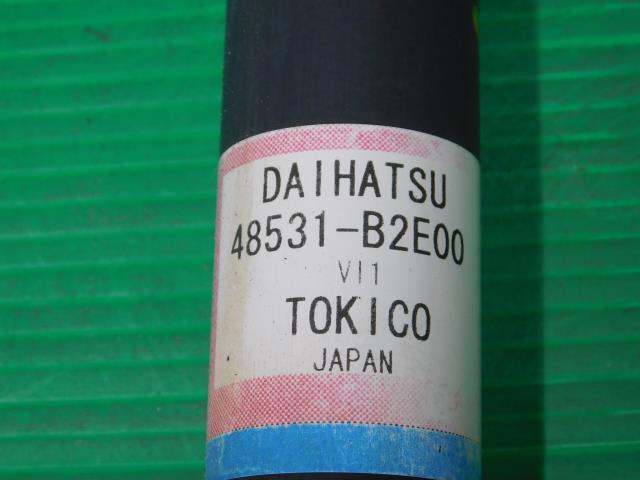 DAIHATSU
48531-B2E00
VI1
TOKICO
JAPAN